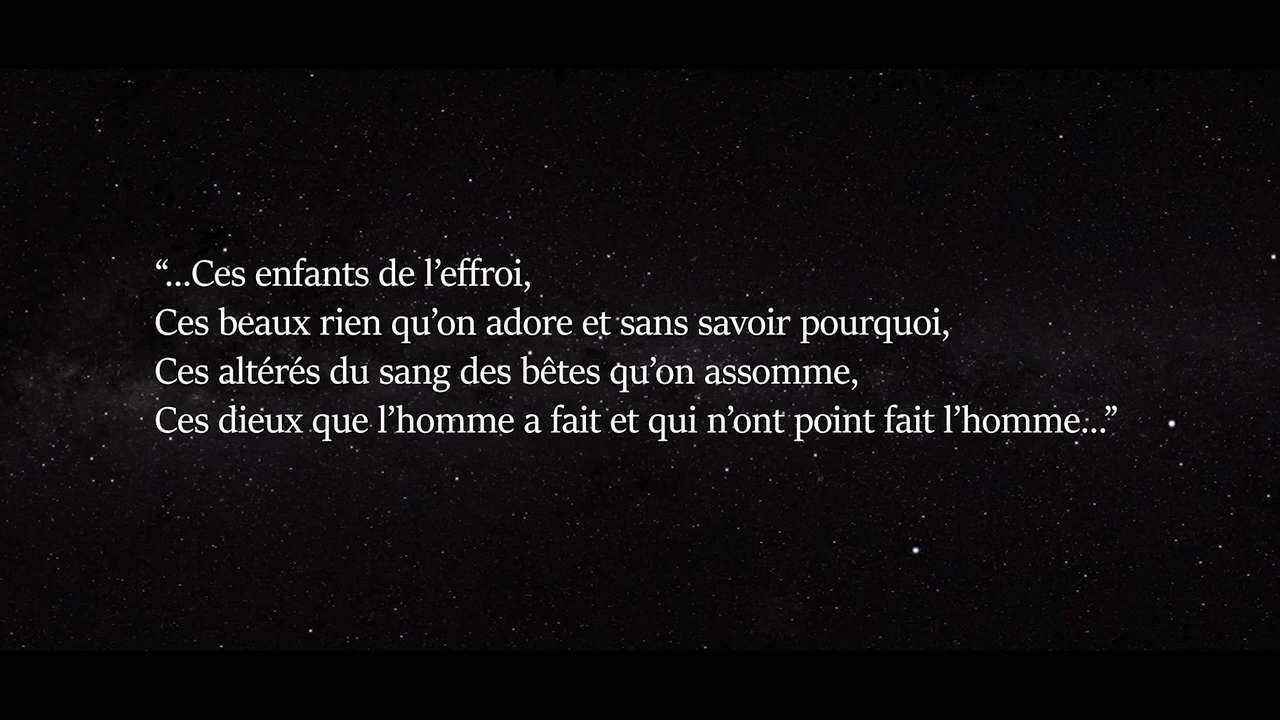 “...Ces enfants de l’effroi,
Ces beaux rien qu’on adore et sans savoir pourquoi,
Ces altérés du sang des bêtes qu’on assomme,
Ces dieux que l’homme a fait et qui n’ont point fait l’homme...”